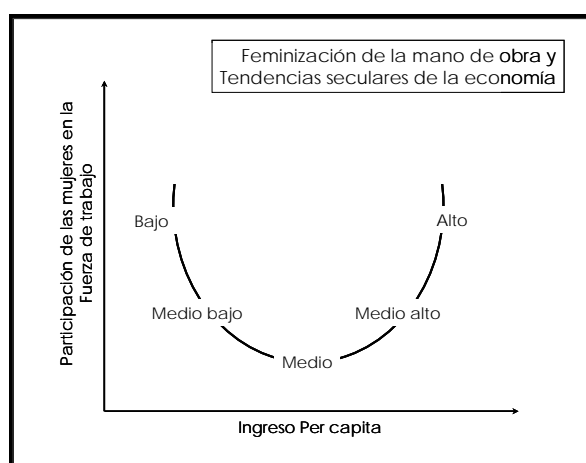 Feminización de la mano de obra y
Tendencias seculares de la economía
Participación de las mujeres en la
Fuerza de trabajo
Bajo
Alto
Medio bajo
Medio alto
Medio
Ingreso Per capita